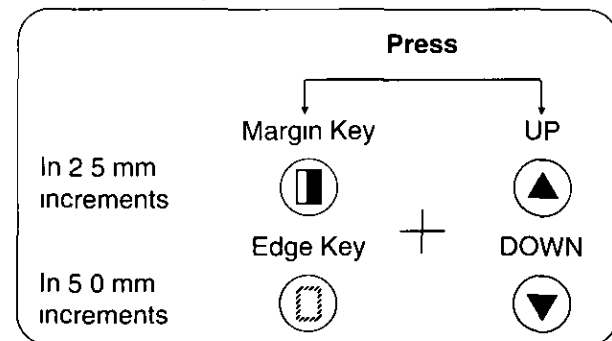 Press
Margin Key UP
In 2 5 mm
increments
Edge Key DOWN
In 5 0 mm
increments